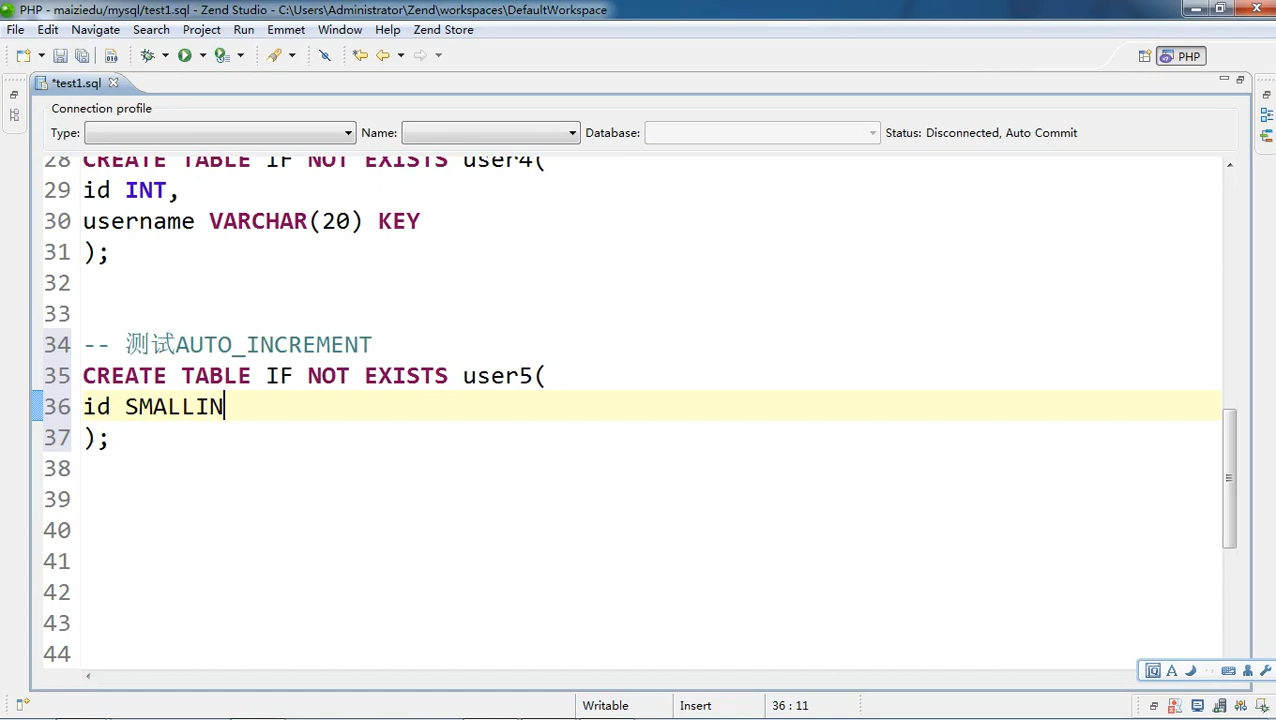 PHP - maiziedu/mysql/test1.sql - Zend Studio - C:\Users\Administrator\Zend\workspaces\DefaultWorkspace
File Edit Navigate Search Project Run Emmet Window Help Zend Store
PHP
*test1.sql
Connection profile
Type: Name: Database: Status: Disconnected, Auto Commit
28 CREATE TABLE IF NOT EXISTS user4(
29 id INT,
30 username VARCHAR(20) KEY
31 );
32
33
34 -- 测试AUTO_INCREMENT
35 CREATE TABLE IF NOT EXISTS user5(
36 id SMALLIN
37 );
38
39
40
41
42
43
44
Writable Insert 36 : 11